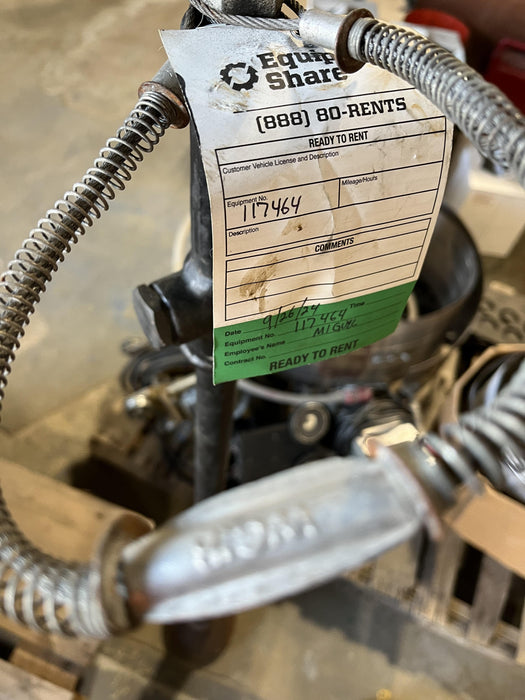 Equip
Share
(888) 80-RENTS
READY TO RENT
Customer Vehicle License and Description
Equipment No. Mileage/Hours
117464
Description
COMMENTS
Date 9/26/24 Time
Equipment No. 117464
Employee's Name Miguel
Contract No.
READY TO RENT